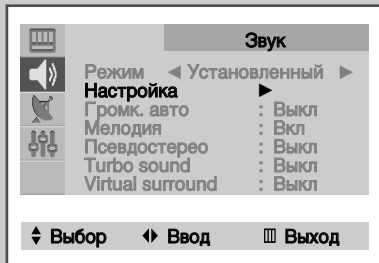 Звук
Режим ◄ Установленный ►
Настройка ►
Громк. авто : Выкл
Мелодия : Вкл
Псевдостерео : Выкл
Turbo sound : Выкл
Virtual surround : Выкл
Выбор Ввод Выход